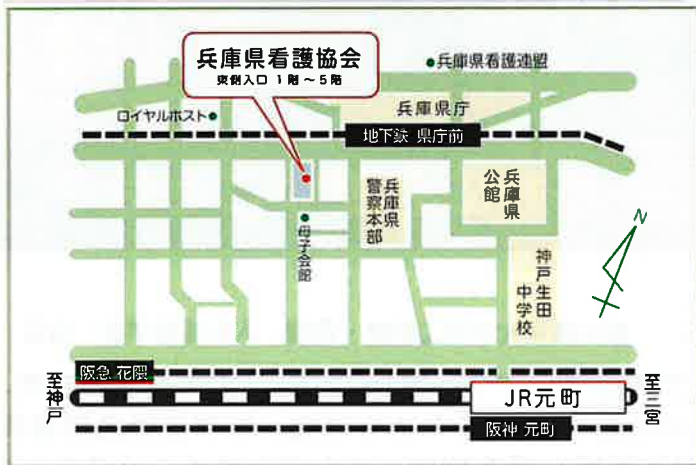 兵庫県看護協会
東側入口 1階～5階
兵庫県看護連盟
兵庫県庁
ロイヤルホスト
地下鉄 県庁前
兵庫県
公館
兵庫県
警察本部
母子会館
N
神戸生田
中学校
阪急 花隈
至神戸
JR元町
至三宮
阪神 元町